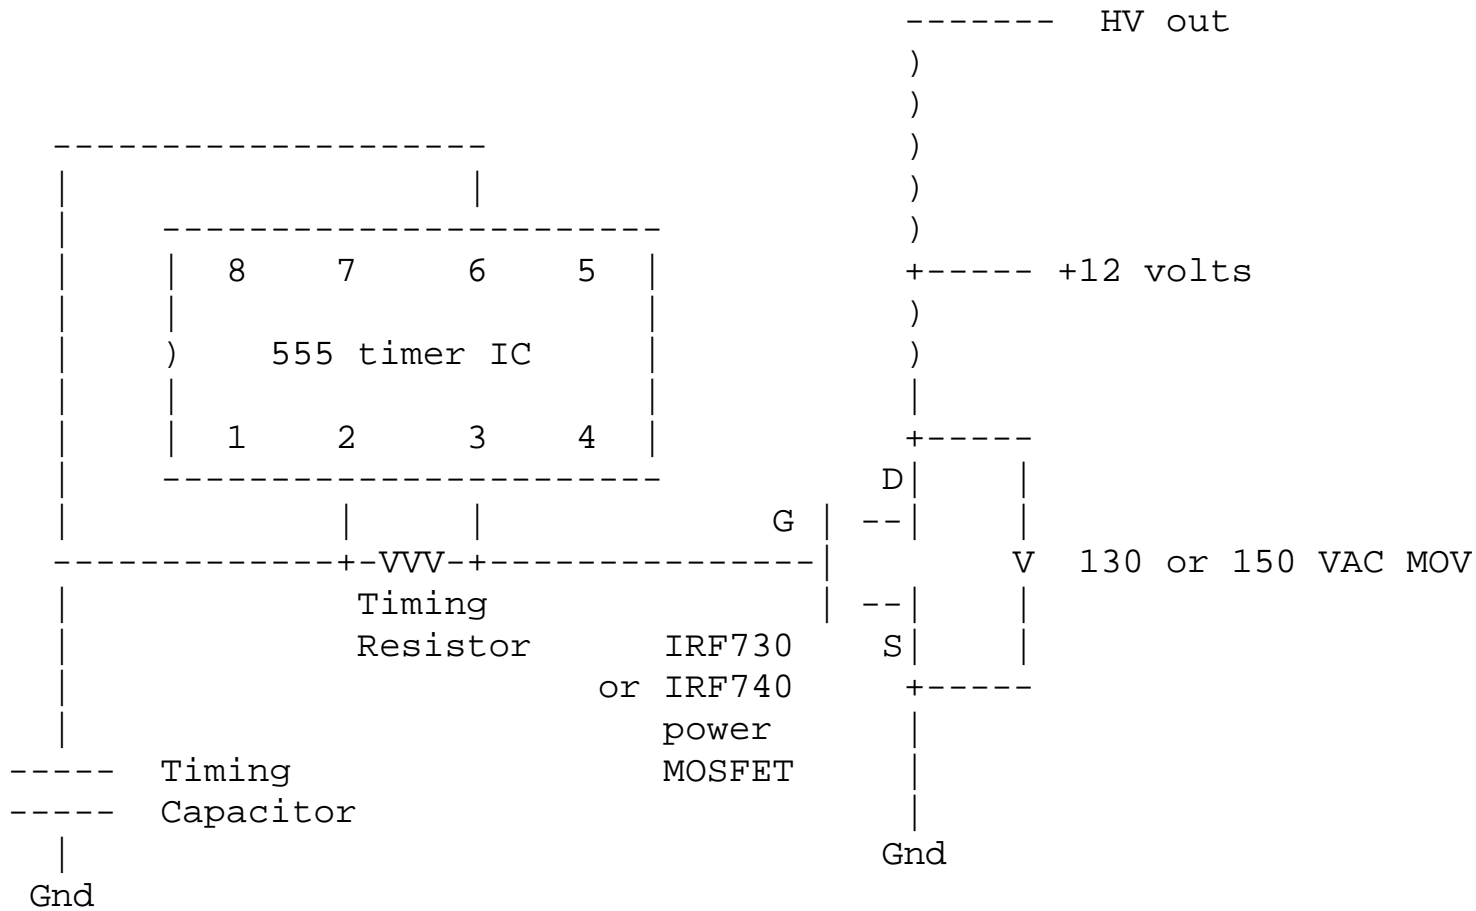 HV out
8 7 6 5
+12 volts
555 timer IC
1 2 3 4
D
G
VVV
V 130 or 150 VAC MOV
Timing
Resistor
IRF730 S
or IRF740
power
MOSFET
Timing
Capacitor
Gnd
Gnd